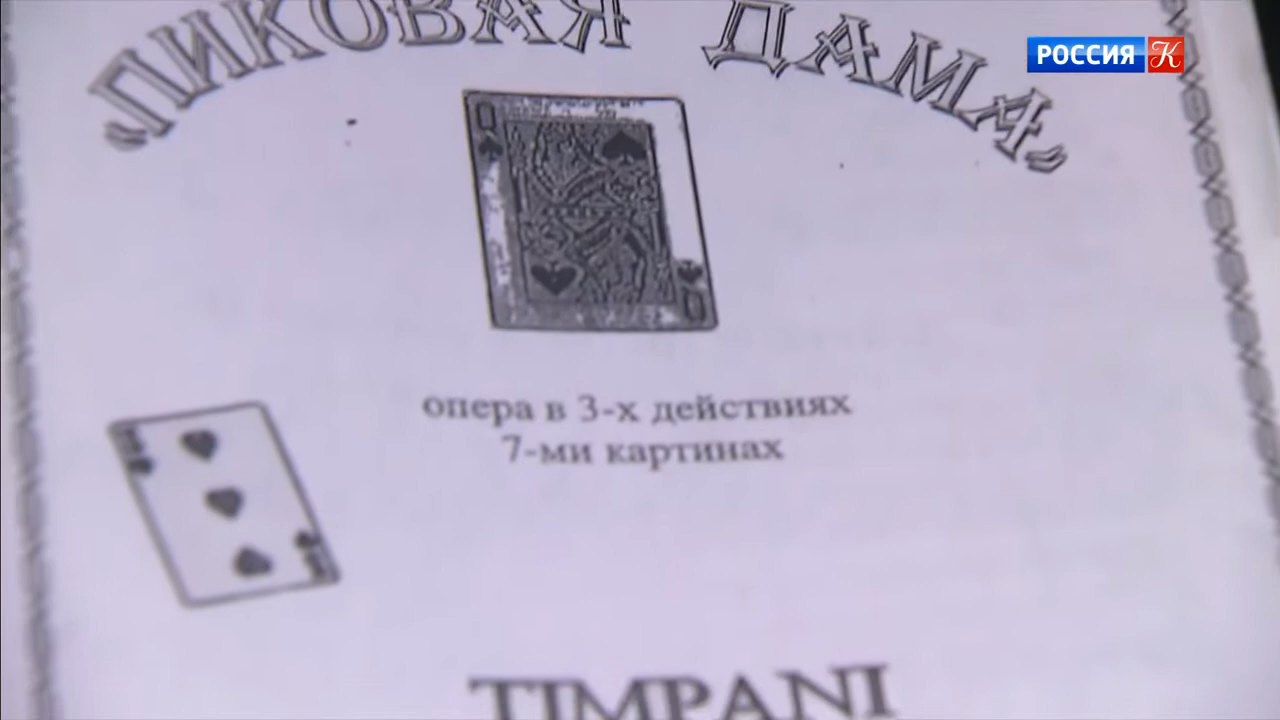 «ПИКОВАЯ ДАМА»
РОССИЯ К
Q
Q
опера в 3-х действиях
7-ми картинах
TIMPANI